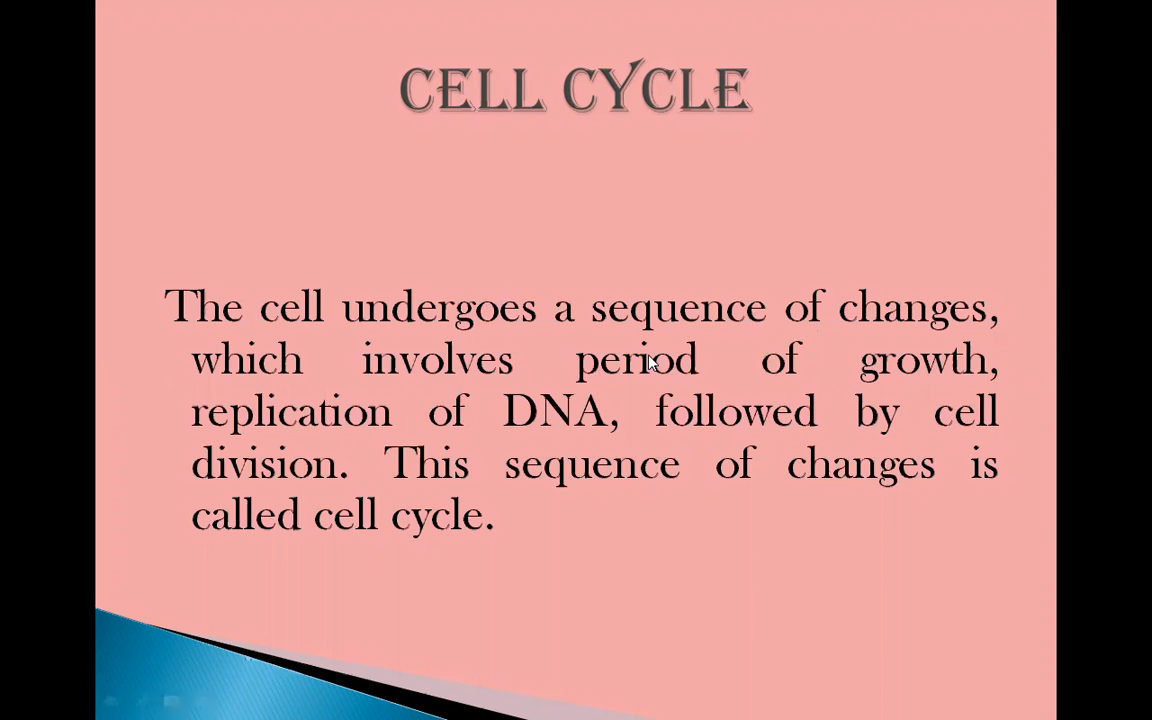 CELL CYCLE
The cell undergoes a sequence of changes,
which involves period of growth,
replication of DNA, followed by cell
division. This sequence of changes is
called cell cycle.